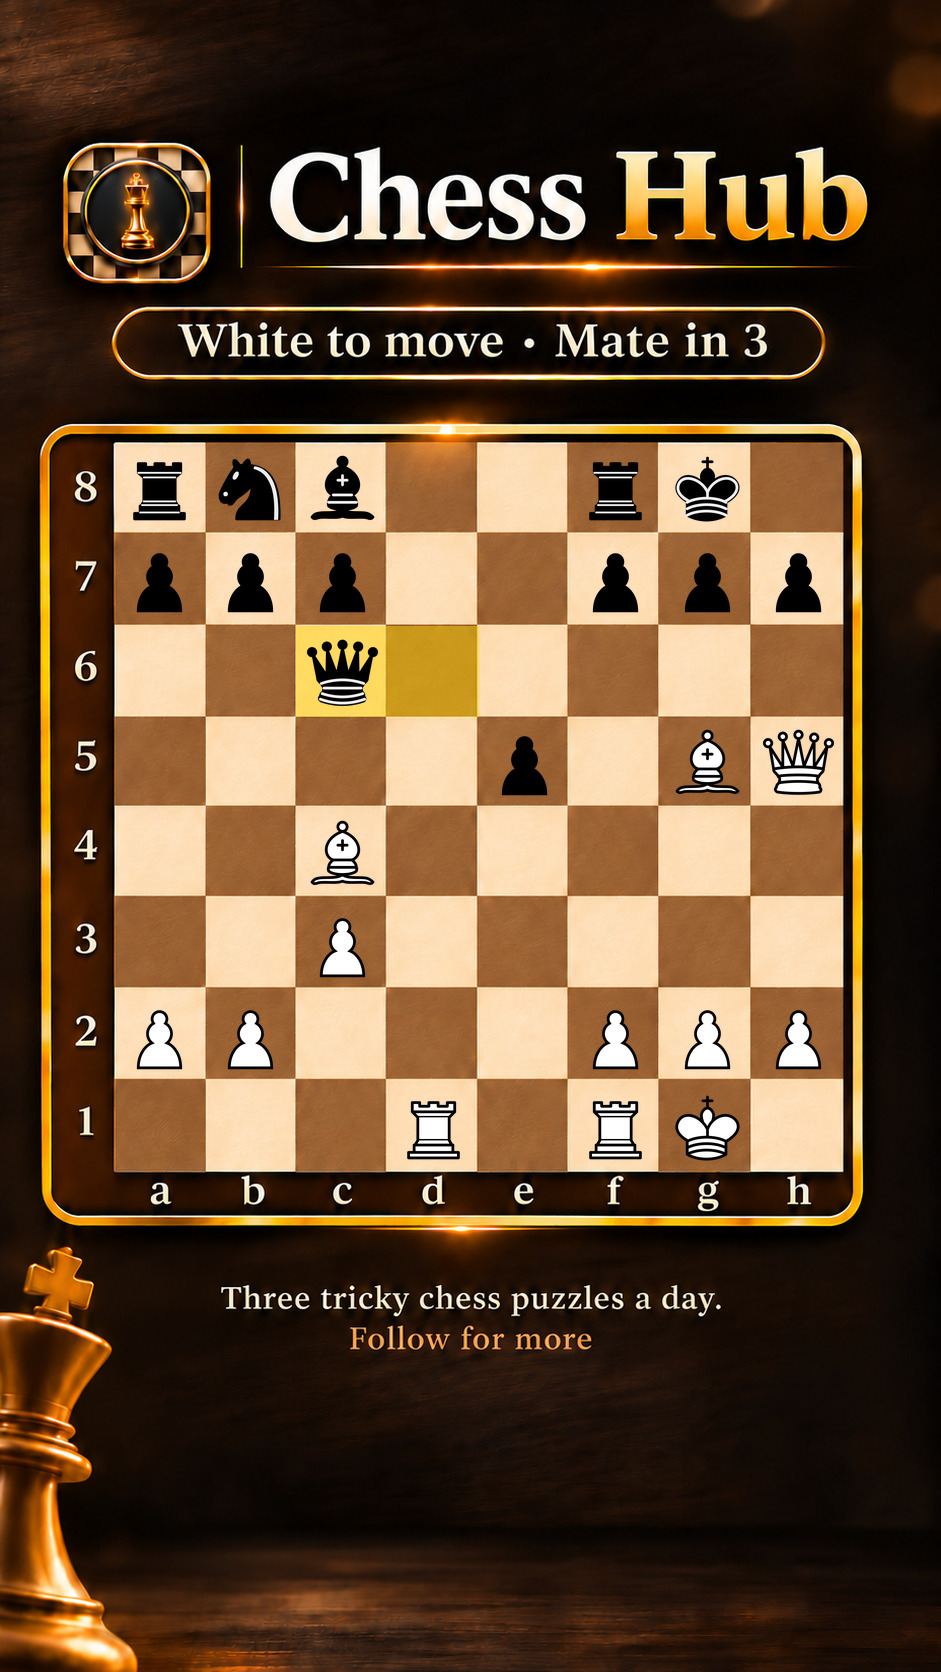 Chess Hub
White to move • Mate in 3
8
7
6
5
4
3
2
1
a b c d e f g h
Three tricky chess puzzles a day.
Follow for more